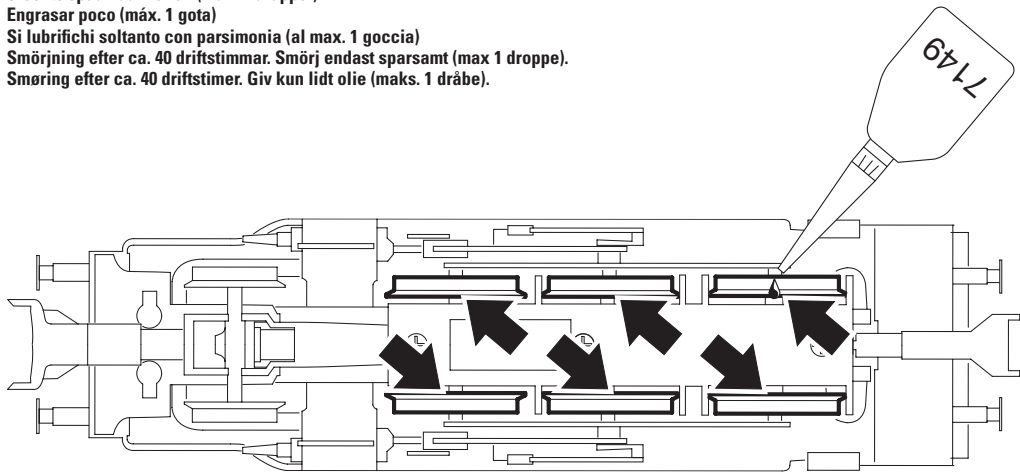 Engrasar poco (máx. 1 gota)
Si lubrifichi soltanto con parsimonia (al max. 1 goccia)
Smörjning efter ca. 40 driftstimmar. Smörj endast sparsamt (max 1 droppe).
Smøring efter ca. 40 driftstimer. Giv kun lidt olie (maks. 1 dråbe).
7149